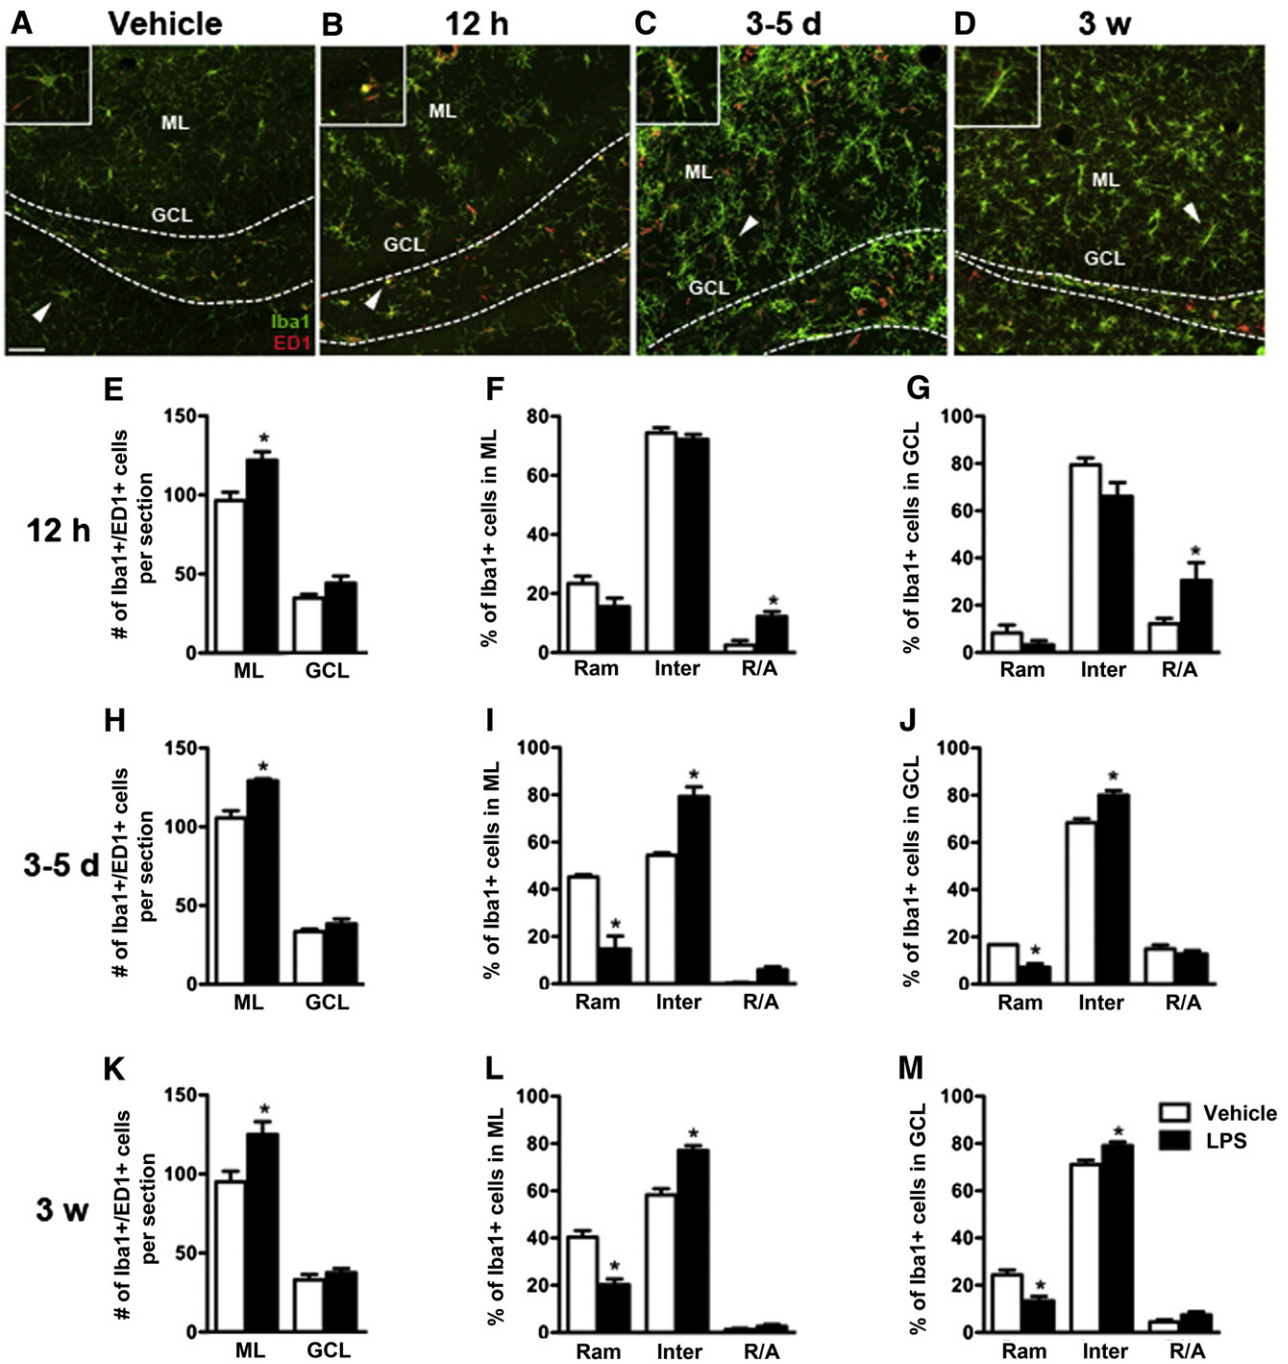 A Vehicle B 12 h C 3-5 d D 3 w
ML
GCL
Iba1
ED1
ML
GCL
ML
GCL
ML
GCL
12 h
E
# of Iba1+/ED1+ cells
per section
150
100
50
0
*
ML GCL
F
% of Iba1+ cells in ML
80
60
40
20
0
*
Ram Inter R/A
G
% of Iba1+ cells in GCL
100
80
60
40
20
0
*
Ram Inter R/A
3-5 d
H
# of Iba1+/ED1+ cells
per section
150
100
50
0
*
ML GCL
I
% of Iba1+ cells in ML
100
80
60
40
20
0
*
*
Ram Inter R/A
J
% of Iba1+ cells in GCL
100
80
60
40
20
0
*
*
Ram Inter R/A
3 w
K
# of Iba1+/ED1+ cells
per section
150
100
50
0
*
ML GCL
L
% of Iba1+ cells in ML
100
80
60
40
20
0
*
*
Ram Inter R/A
M
% of Iba1+ cells in GCL
100
80
60
40
20
0
*
*
Ram Inter R/A
Vehicle
LPS